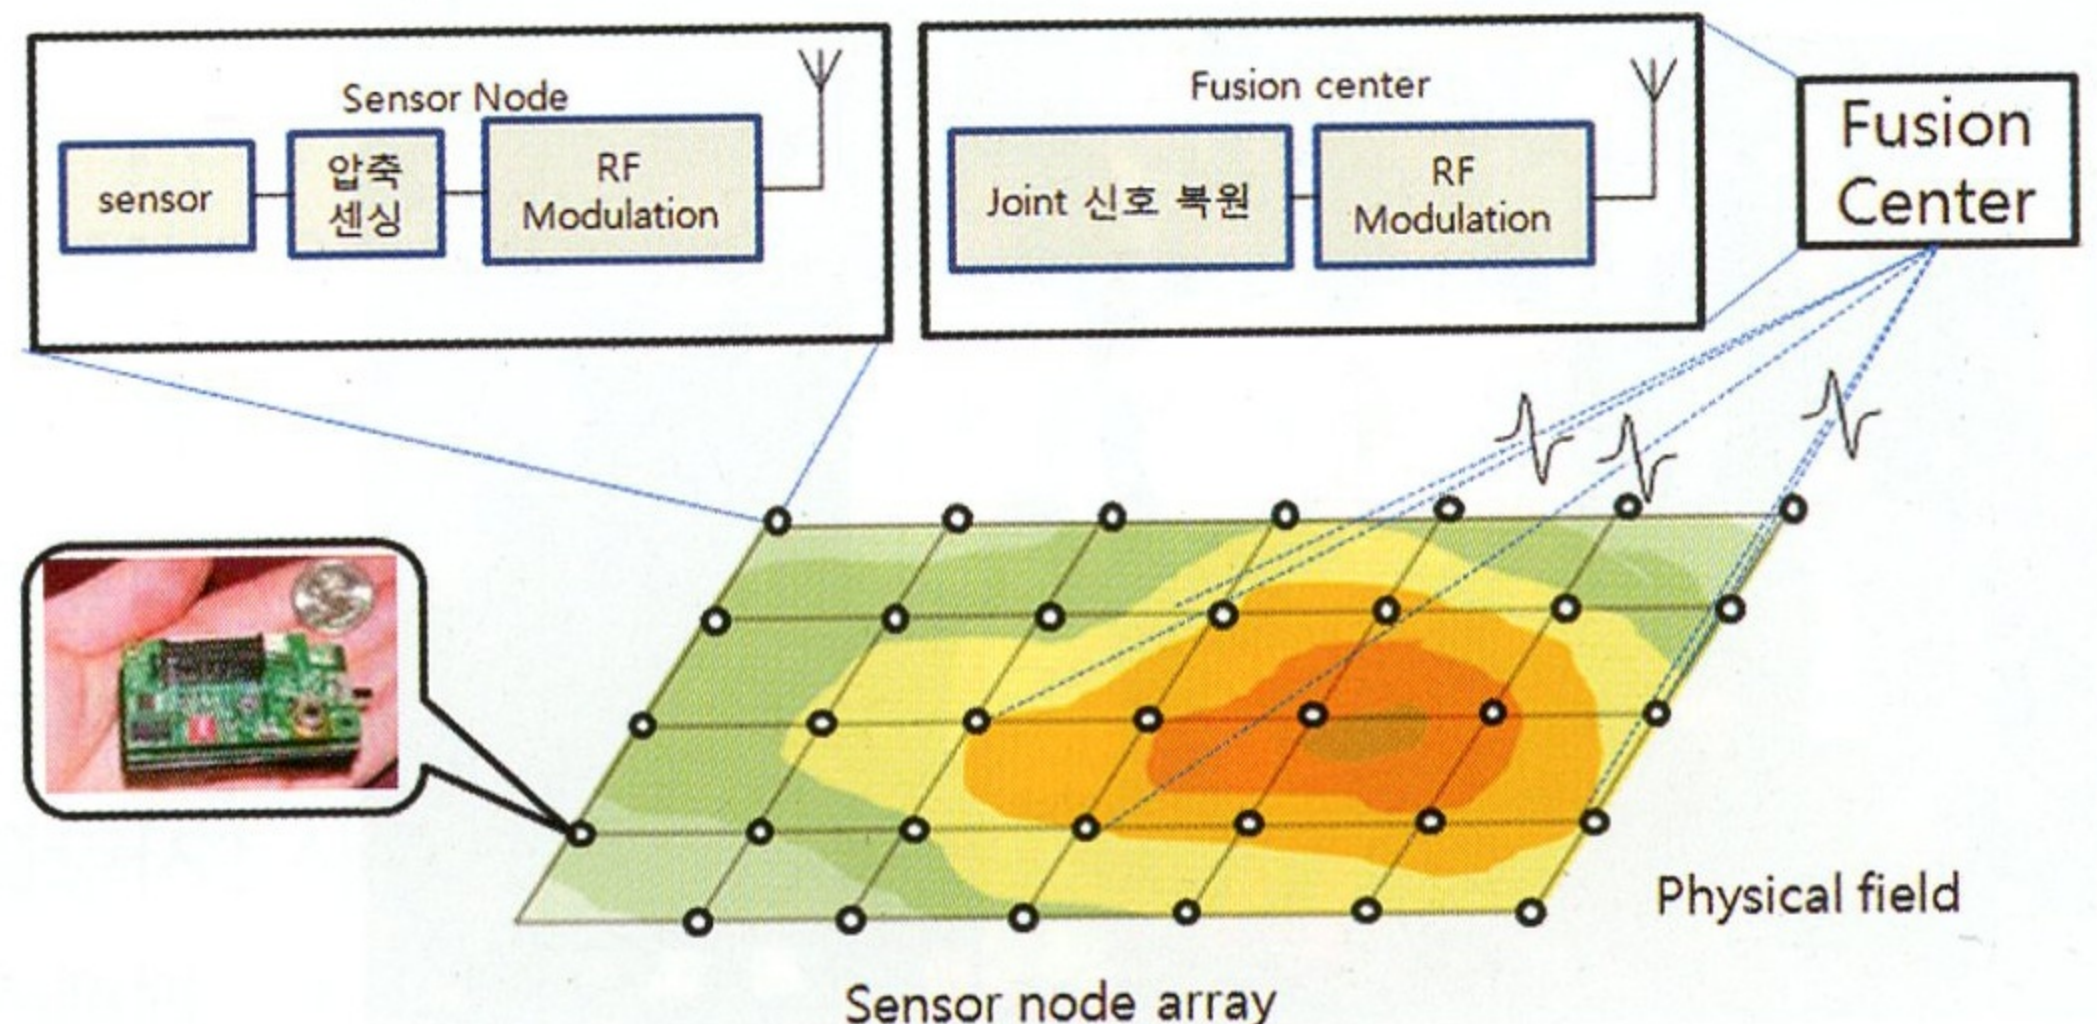 Sensor Node
sensor
압축
센싱
RF
Modulation
Fusion center
Joint 신호 복원
RF
Modulation
Fusion
Center
Physical field
Sensor node array